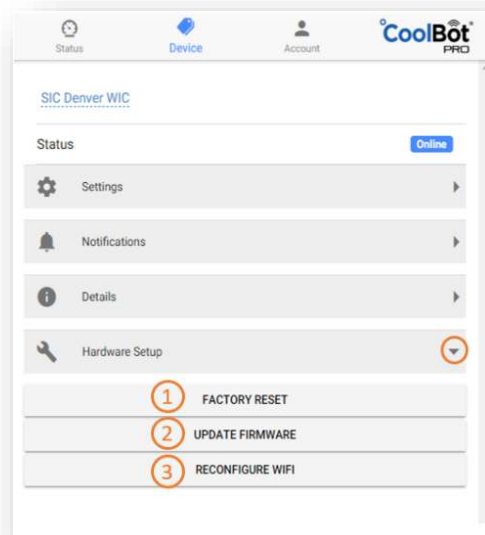 Status Device Account °CoolBot PRO
SIC Denver WIC
Status Online
Settings
Notifications
Details
Hardware Setup
1 FACTORY RESET
2 UPDATE FIRMWARE
3 RECONFIGURE WIFI